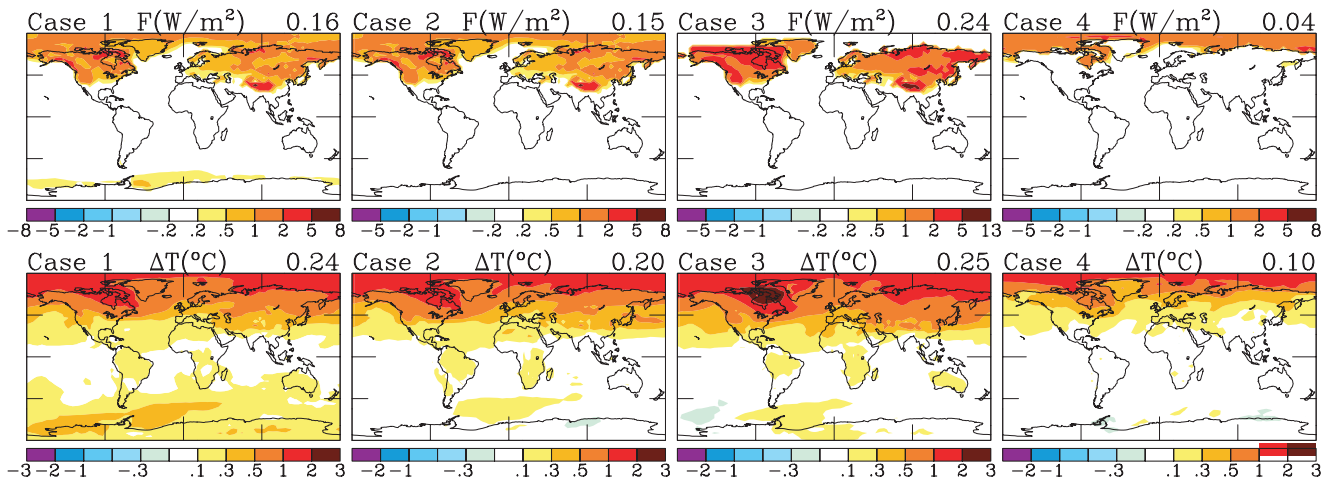 Case 1 F(W/m²) 0.16
Case 2 F(W/m²) 0.15
Case 3 F(W/m²) 0.24
Case 4 F(W/m²) 0.04
-8 -5 -2 -1 -.2 .2 .5 1 2 5 8
-5 -2 -1 -.2 .2 .5 1 2 5 8
-5 -2 -1 -.2 .2 .5 1 2 5 13
-5 -2 -1 -.2 .2 .5 1 2 5 8
Case 1 ΔT(°C) 0.24
Case 2 ΔT(°C) 0.20
Case 3 ΔT(°C) 0.25
Case 4 ΔT(°C) 0.10
-3 -2 -1 -.3 .1 .3 .5 1 2 3
-2 -1 -.3 .1 .3 .5 1 2 3
-2 -1 -.3 .1 .3 .5 1 2 3
-2 -1 -.3 .1 .3 .5 1 2 3